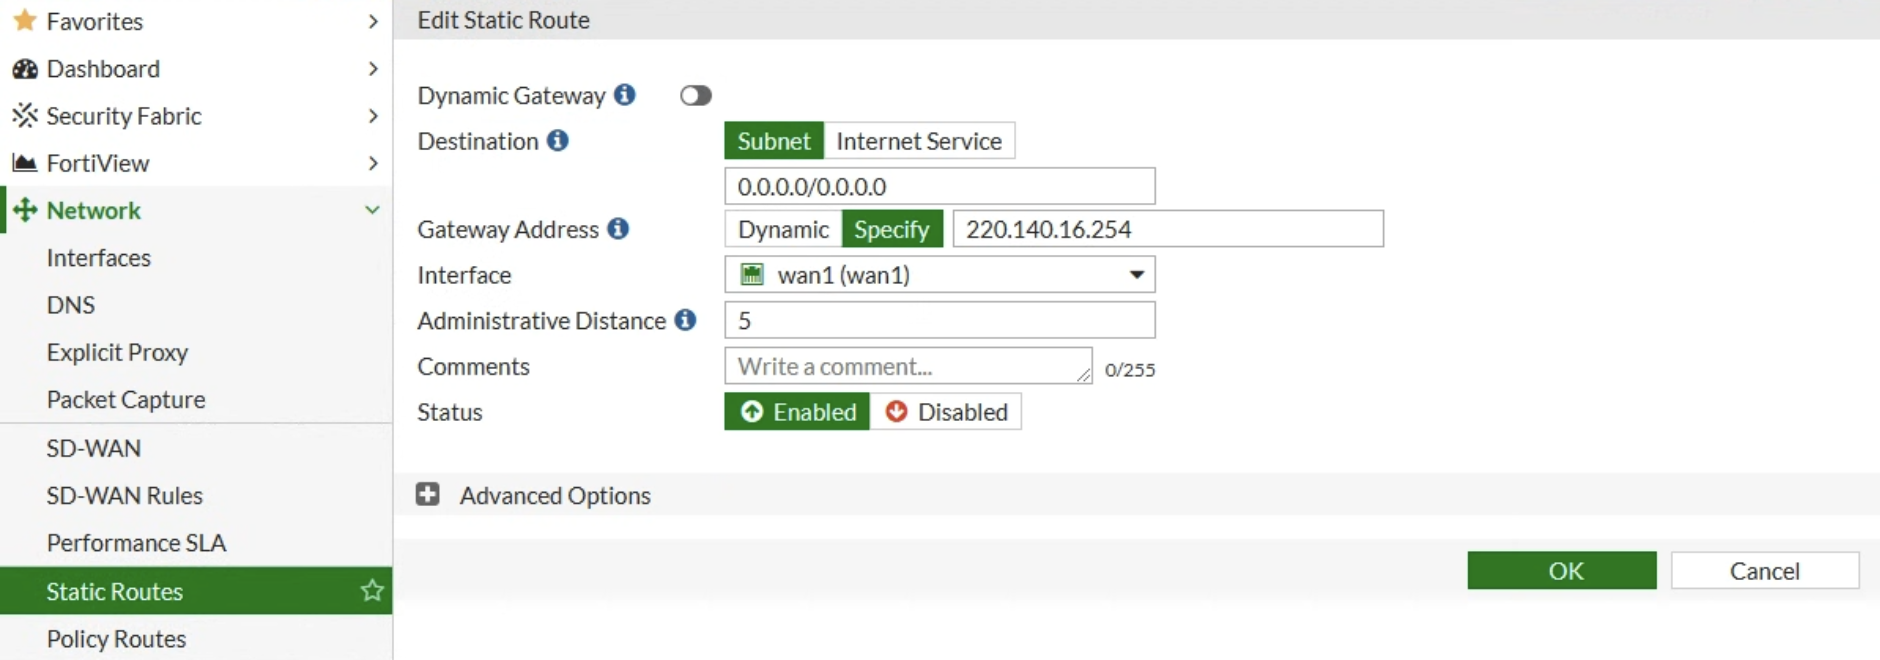 Favorites
Dashboard
Security Fabric
FortiView
Network
Interfaces
DNS
Explicit Proxy
Packet Capture
SD-WAN
SD-WAN Rules
Performance SLA
Static Routes
Policy Routes
Edit Static Route
Dynamic Gateway
Destination Subnet Internet Service
0.0.0.0/0.0.0.0
Gateway Address Dynamic Specify 220.140.16.254
Interface wan1 (wan1)
Administrative Distance 5
Comments Write a comment... 0/255
Status Enabled Disabled
Advanced Options
OK Cancel